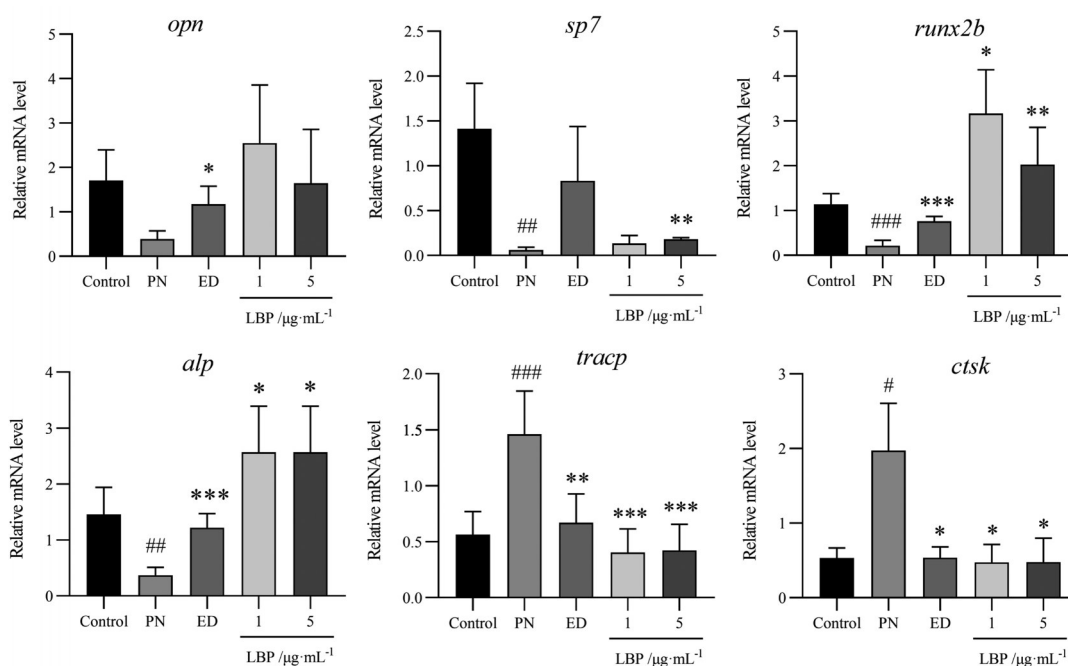 opn
Relative mRNA level
5
4
3
2
1
0
*
Control PN ED 1 5
LBP /μg·mL⁻¹
sp7
Relative mRNA level
2.5
2.0
1.5
1.0
0.5
0.0
##
**
Control PN ED 1 5
LBP /μg·mL⁻¹
runx2b
Relative mRNA level
5
4
3
2
1
0
###
***
*
**
Control PN ED 1 5
LBP /μg·mL⁻¹
alp
Relative mRNA level
4
3
2
1
0
##
***
*
*
Control PN ED 1 5
LBP /μg·mL⁻¹
tracp
Relative mRNA level
2.0
1.5
1.0
0.5
0.0
###
**
***
***
Control PN ED 1 5
LBP /μg·mL⁻¹
ctsk
Relative mRNA level
3
2
1
0
#
*
*
*
Control PN ED 1 5
LBP /μg·mL⁻¹